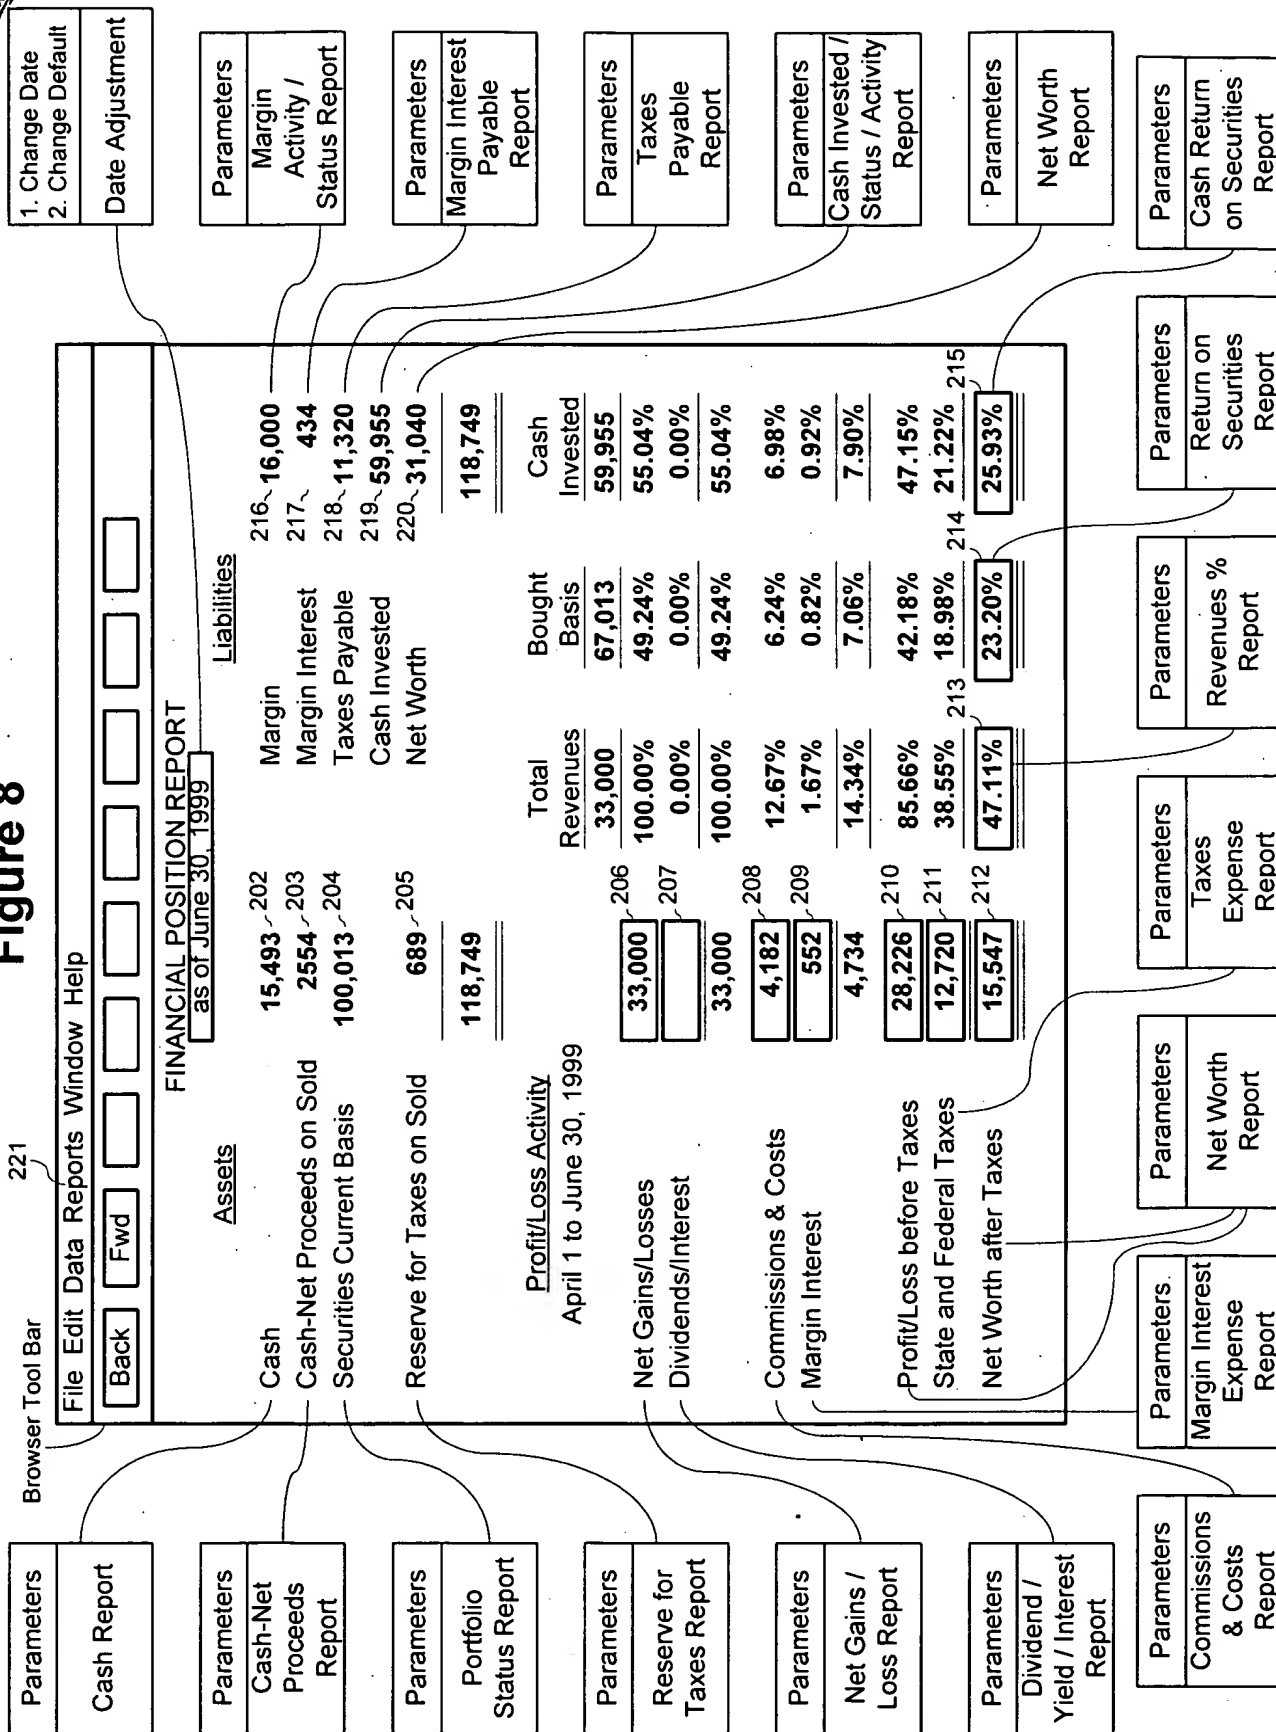 Figure 8
Browser Tool Bar
221
File Edit Data Reports Window Help
Back
Fwd
FINANCIAL POSITION REPORT
as of June 30, 1999
Assets
Liabilities
Cash 15,493 202
Margin 216 16,000
Cash-Net Proceeds on Sold 2554 203
Margin Interest 217 434
Securities Current Basis 100,013 204
Taxes Payable 218 11,320
Cash Invested 219 59,955
Reserve for Taxes on Sold 689 205
Net Worth 220 31,040
118,749
118,749
Profit/Loss Activity
April 1 to June 30, 1999
Total
Revenues
Bought
Basis
Cash
Invested
33,000 67,013 59,955
Net Gains/Losses 33,000 206 100.00% 49.24% 55.04%
Dividends/Interest 207 0.00% 0.00% 0.00%
33,000 100.00% 49.24% 55.04%
Commissions & Costs 4,182 208 12.67% 6.24% 6.98%
Margin Interest 552 209 1.67% 0.82% 0.92%
4,734 14.34% 7.06% 7.90%
Profit/Loss before Taxes 28,226 210 85.66% 42.18% 47.15%
State and Federal Taxes 12,720 211 38.55% 18.98% 21.22%
213 214 215
Net Worth after Taxes 15,547 212 47.11% 23.20% 25.93%
Parameters
Cash Report
Parameters
Cash-Net
Proceeds
Report
Parameters
Portfolio
Status Report
Parameters
Reserve for
Taxes Report
Parameters
Net Gains /
Loss Report
Parameters
Dividend /
Yield / Interest
Report
1. Change Date
2. Change Default
Date Adjustment
Parameters
Margin
Activity /
Status Report
Parameters
Margin Interest
Payable
Report
Parameters
Taxes
Payable
Report
Parameters
Cash Invested /
Status / Activity
Report
Parameters
Net Worth
Report
Parameters
Commissions
& Costs
Report
Parameters.
Margin Interest
Expense
Report
Parameters
Net Worth
Report
Parameters
Taxes
Expense
Report
Parameters
Revenues %
Report
Parameters
Return on
Securities
Report
Parameters
Cash Return
on Securities
Report